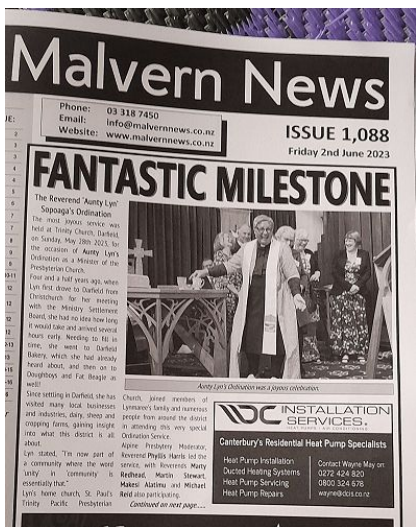 Malvern News
Phone: 03 318 7450
Email: info@malvernnews.co.nz
Website: www.malvernnews.co.nz
ISSUE 1,088
Friday 2nd June 2023
FANTASTIC MILESTONE
The Reverend 'Aunty Lyn'
Sopoaga's Ordination
The most joyous service was
held at Trinity Church, Darfield,
on Sunday, May 28th 2023, for
the occasion of Aunty Lyn's
Ordination as a Minister of the
Presbyterian Church.
Four and a half years ago, when
Lyn first drove to Darfield from
Christchurch for her meeting
with the Ministry Settlement
Board, she had no idea how long
it would take and arrived several
hours early. Needing to fill in
time, she went to Darfield
Bakery, which she had already
heard about, and then on to
Doughboys and Fat Beagle as
well!
Since settling in Darfield, she has
visited many local businesses
and industries, dairy, sheep and
cropping farms, gaining insight
into what this district is all
about.
Lyn stated, "I'm now part of
a community where the word
unity in community is
essentially that."
Lyn's home church, St. Paul's
Trinity Pacific Presbyterian
Aunty Lyn's Ordination was a joyous celebration.
Church, joined members of
Lynmaree's family and numerous
people from around the district
in attending this very special
Ordination Service.
Alpine Presbytery Moderator,
Reverend Phyllis Harris led the
service, with Reverends Marty
Redhead, Martin Stewart,
Makesi Alatimu and Michael
Reid also participating.
Continued on next page.....
INSTALLATION
SERVICES.
Canterbury's Residential Heat Pump Specialists
Heat Pump Installation
Ducted Heating Systems
Heat Pump Servicing
Heat Pump Repairs
Contact Wayne May on:
0272 424 820
0800 324 678
wayne@dcis.co.nz